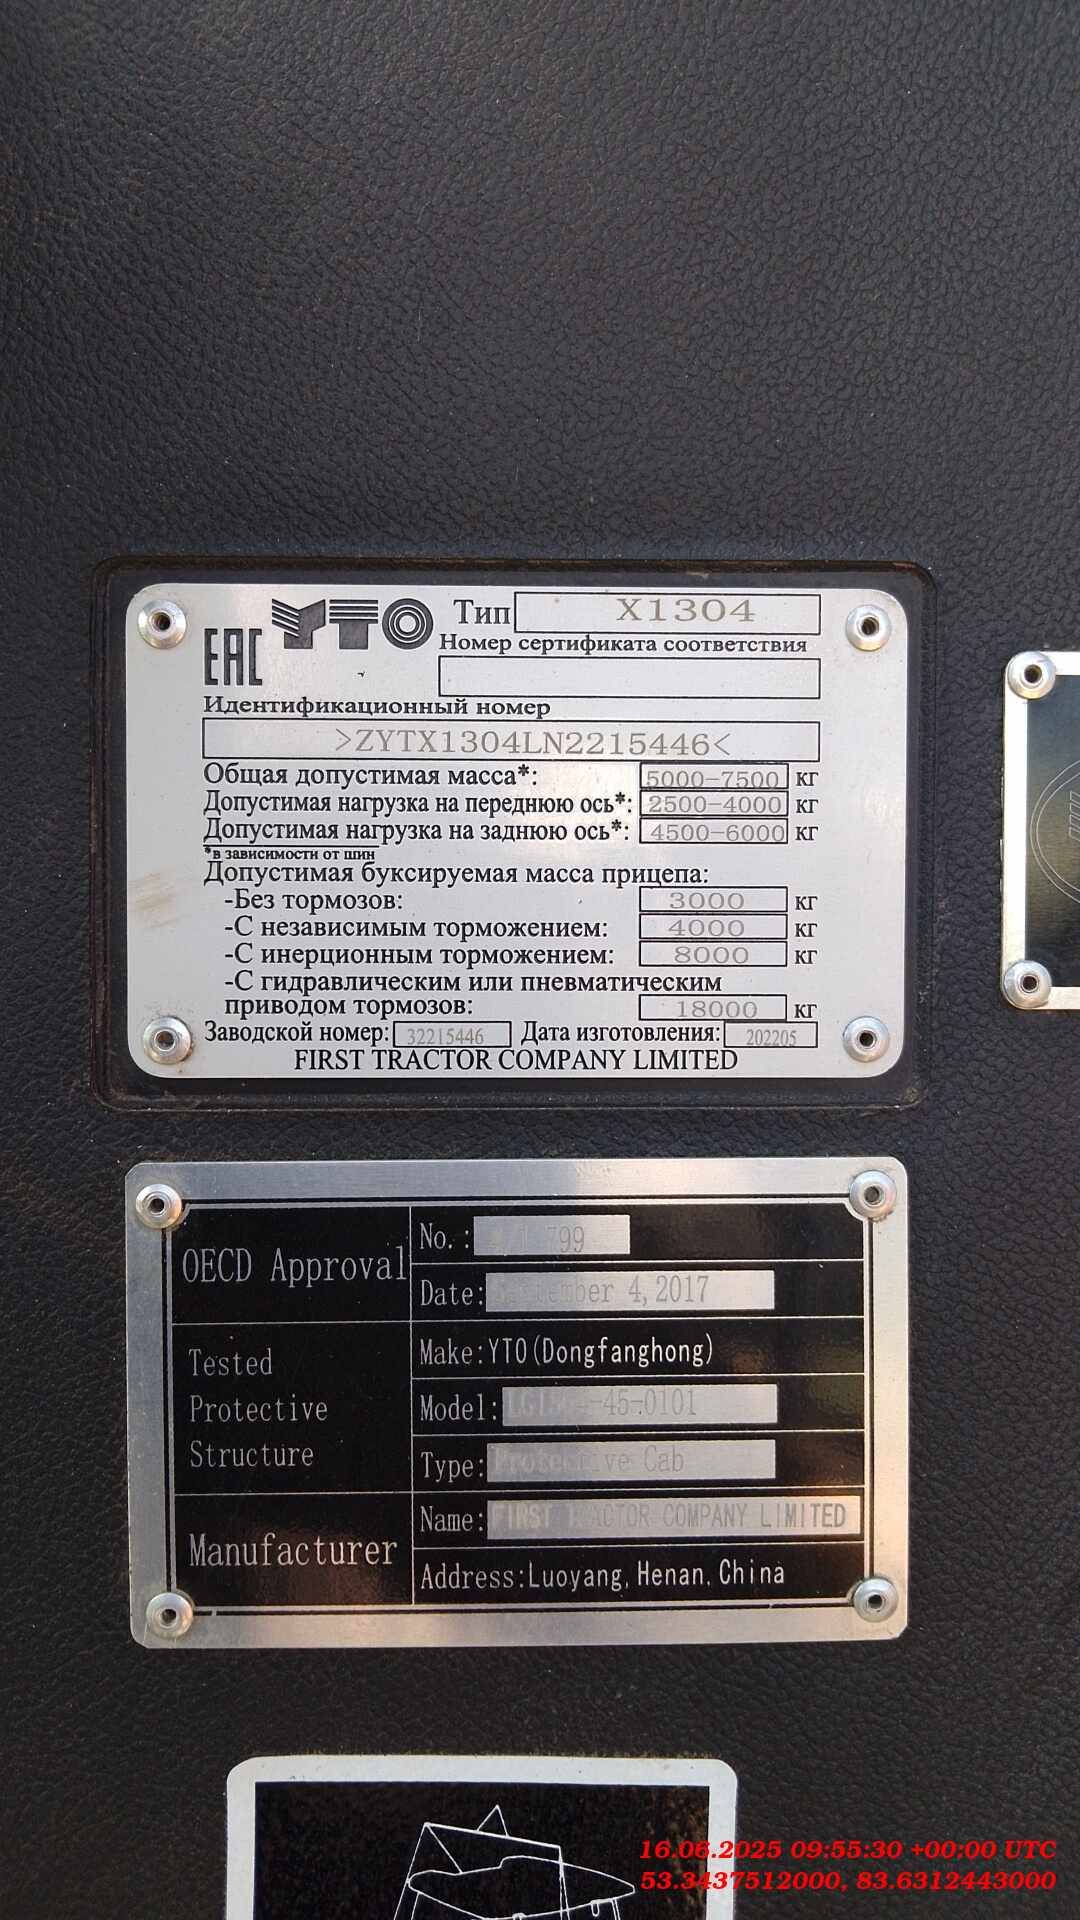 EAC YTO Тип X1304
Номер сертификата соответствия
Идентификационный номер
>ZYTX1304LN2215446<
Общая допустимая масса*: 5000-7500 кг
Допустимая нагрузка на переднюю ось*: 2500-4000 кг
Допустимая нагрузка на заднюю ось*: 4500-6000 кг
*в зависимости от шин
Допустимая буксируемая масса прицепа:
-Без тормозов: 3000 кг
-С независимым торможением: 4000 кг
-С инерционным торможением: 8000 кг
-С гидравлическим или пневматическим
приводом тормозов: 18000 кг
Заводской номер: 32215446 Дата изготовления: 202205
FIRST TRACTOR COMPANY LIMITED
OECD Approval
No.:
Date: September 4,2017
Tested
Protective
Structure
Make:YTO(Dongfanghong)
Model:
Type: Protective Cab
Manufacturer
Name: FIRST TRACTOR COMPANY LIMITED
Address:Luoyang,Henan.China
16.06.2025 09:55:30 +00:00 UTC
53.3437512000, 83.6312443000